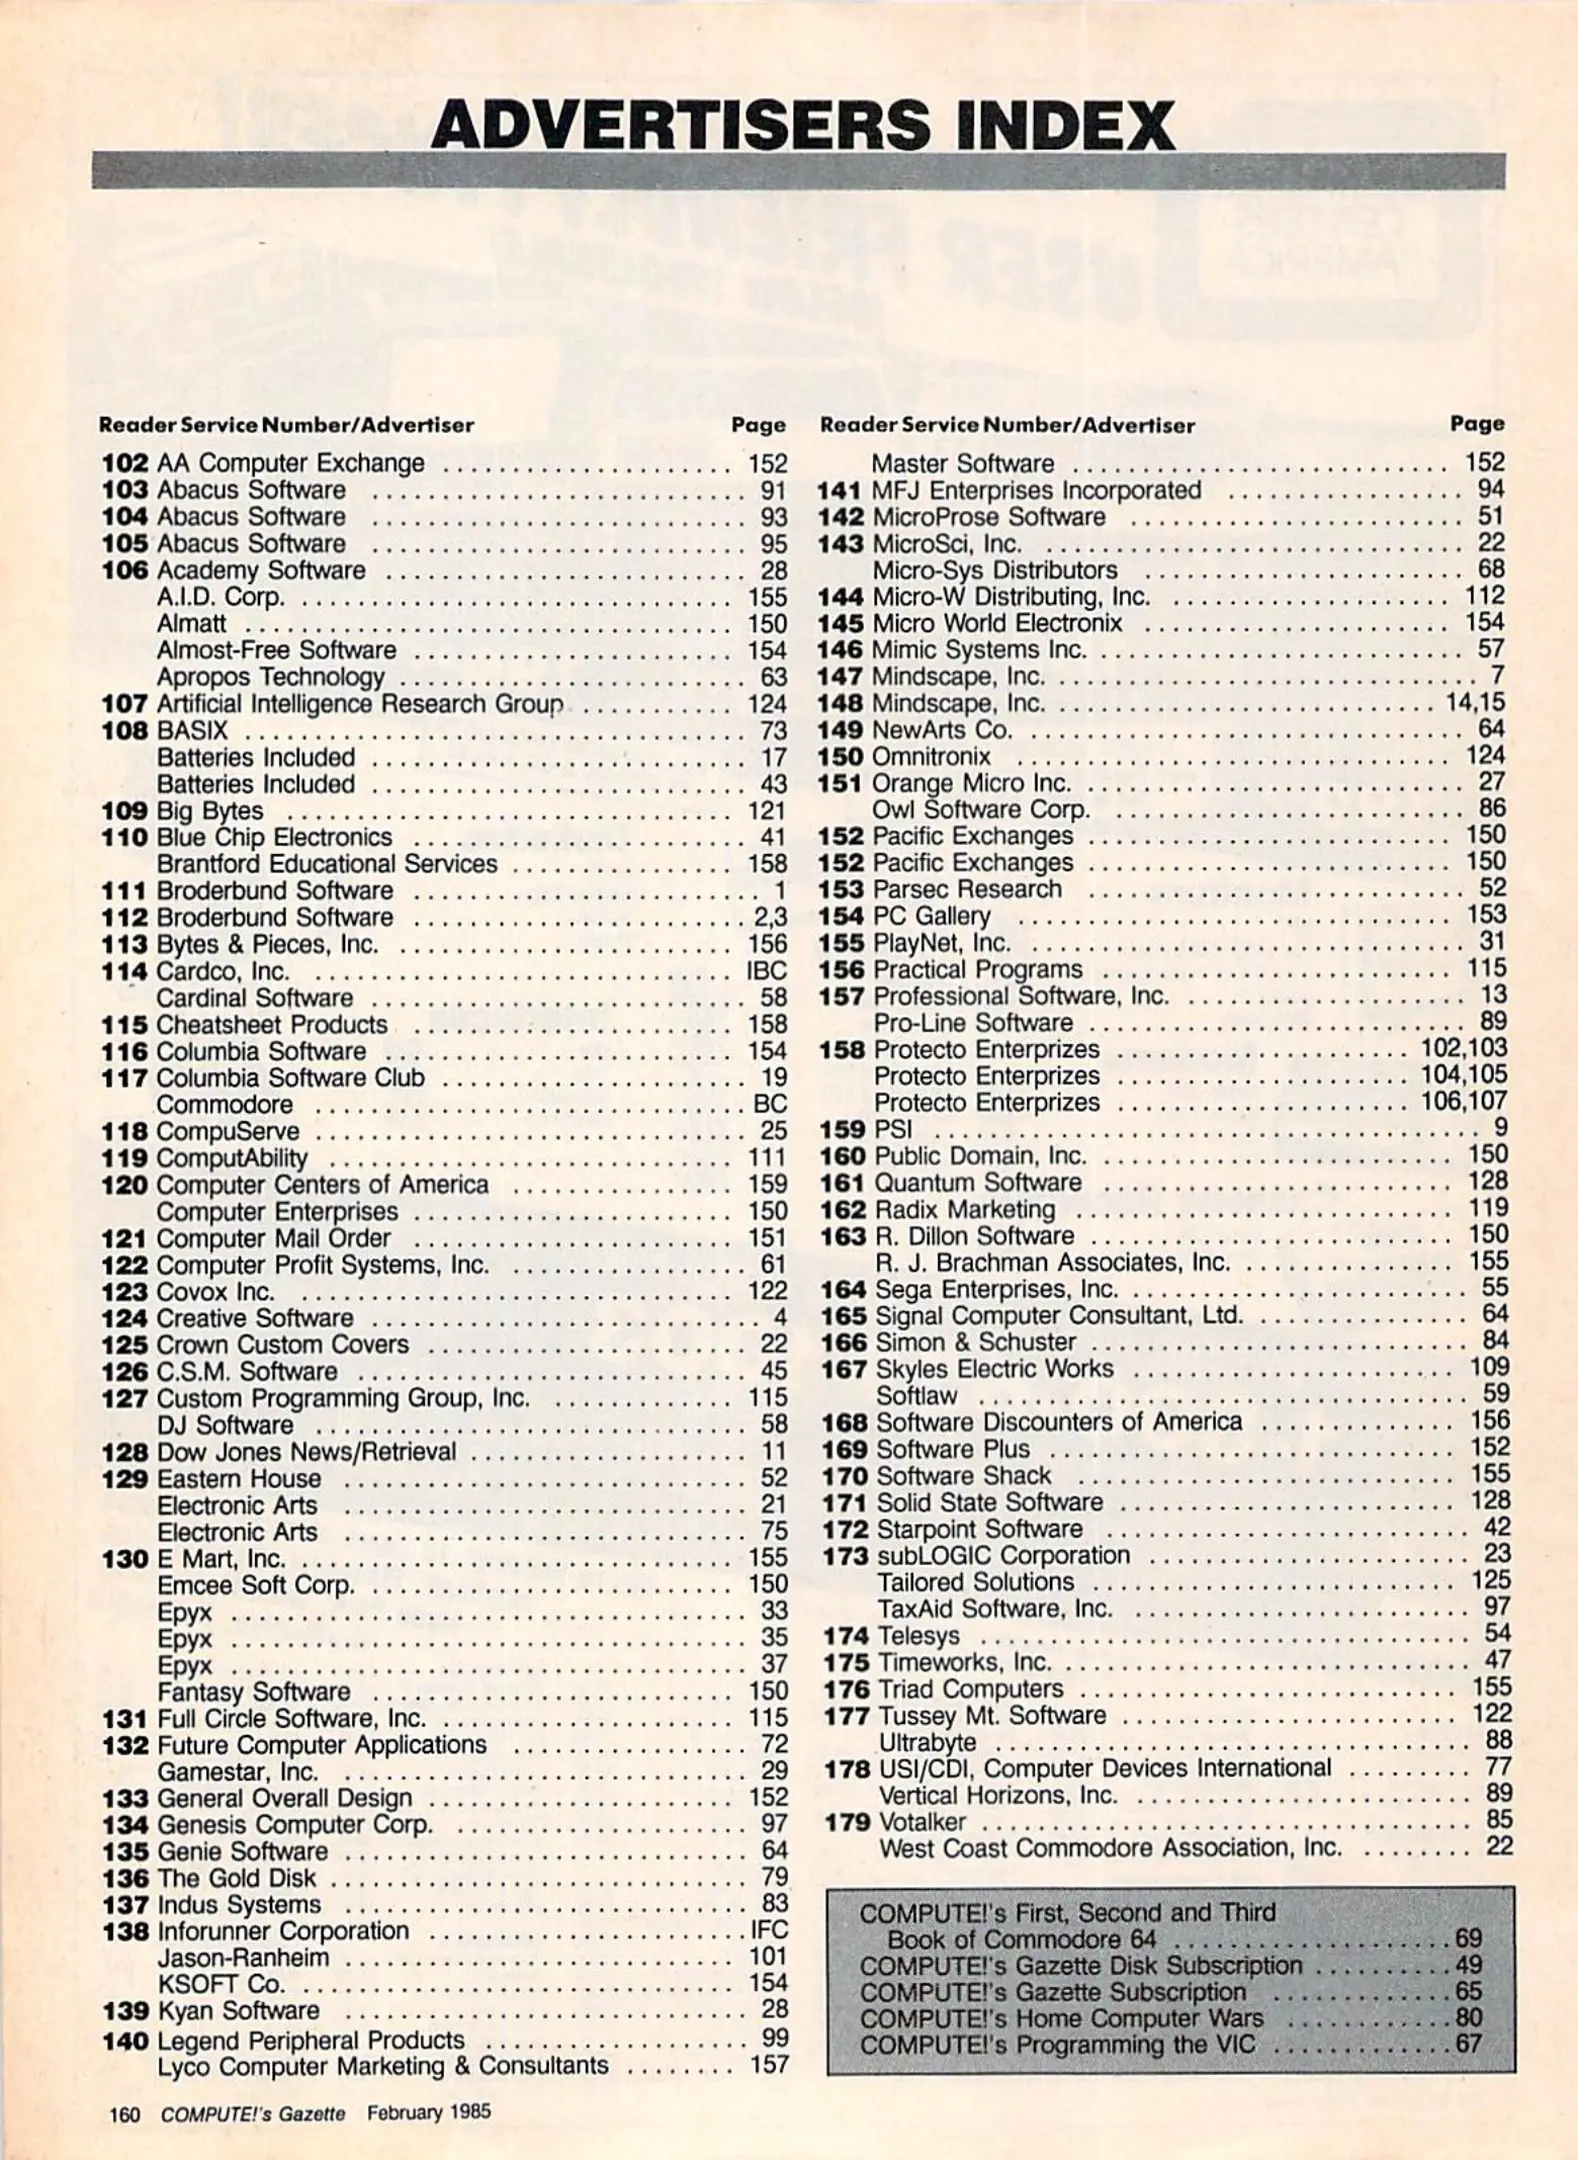 ADVERTISERS INDEX
Reader Service Number/Advertiser Page
102 AA Computer Exchange 152
103 Abacus Software 91
104 Abacus Software 93
105 Abacus Software 95
106 Academy Software 28
A.I.D. Corp. 155
Almatt 150
Almost-Free Software 154
Apropos Technology 63
107 Artificial Intelligence Research Group 124
108 BASIX 73
Batteries Included 17
Batteries Included 43
109 Big Bytes 121
110 Blue Chip Electronics 41
Brantford Educational Services 158
111 Broderbund Software 1
112 Broderbund Software 2,3
113 Bytes & Pieces, Inc. 156
114 Cardco, Inc. IBC
Cardinal Software 58
115 Cheatsheet Products 158
116 Columbia Software 154
117 Columbia Software Club 19
Commodore BC
118 CompuServe 25
119 ComputAbility 111
120 Computer Centers of America 159
Computer Enterprises 150
121 Computer Mail Order 151
122 Computer Profit Systems, Inc. 61
123 Covox Inc. 122
124 Creative Software 4
125 Crown Custom Covers 22
126 C.S.M. Software 45
127 Custom Programming Group, Inc. 115
DJ Software 58
128 Dow Jones News/Retrieval 11
129 Eastern House 52
Electronic Arts 21
Electronic Arts 75
130 E Mart, Inc. 155
Emcee Soft Corp. 150
Epyx 33
Epyx 35
Epyx 37
Fantasy Software 150
131 Full Circle Software, Inc. 115
132 Future Computer Applications 72
Gamestar, Inc. 29
133 General Overall Design 152
134 Genesis Computer Corp. 97
135 Genie Software 64
136 The Gold Disk 79
137 Indus Systems 83
138 Inforunner Corporation IFC
Jason-Ranheim 101
KSOFT Co. 154
139 Kyan Software 28
140 Legend Peripheral Products 99
Lyco Computer Marketing & Consultants 157
Reader Service Number/Advertiser Page
Master Software 152
141 MFJ Enterprises Incorporated 94
142 MicroProse Software 51
143 MicroSci, Inc. 22
Micro-Sys Distributors 68
144 Micro-W Distributing, Inc. 112
145 Micro World Electronix 154
146 Mimic Systems Inc. 57
147 Mindscape, Inc. 7
148 Mindscape, Inc. 14,15
149 NewArts Co. 64
150 Omnitronix 124
151 Orange Micro Inc. 27
Owl Software Corp. 86
152 Pacific Exchanges 150
152 Pacific Exchanges 150
153 Parsec Research 52
154 PC Gallery 153
155 PlayNet, Inc. 31
156 Practical Programs 115
157 Professional Software, Inc. 13
Pro-Line Software 89
158 Protecto Enterprizes 102,103
Protecto Enterprizes 104,105
Protecto Enterprizes 106,107
159 PSI 9
160 Public Domain, Inc. 150
161 Quantum Software 128
162 Radix Marketing 119
163 R. Dillon Software 150
R. J. Brachman Associates, Inc. 155
164 Sega Enterprises, Inc. 55
165 Signal Computer Consultant, Ltd. 64
166 Simon & Schuster 84
167 Skyles Electric Works 109
Softlaw 59
168 Software Discounters of America 156
169 Software Plus 152
170 Software Shack 155
171 Solid State Software 128
172 Starpoint Software 42
173 subLOGIC Corporation 23
Tailored Solutions 125
TaxAid Software, Inc. 97
174 Telesys 54
175 Timeworks, Inc. 47
176 Triad Computers 155
177 Tussey Mt. Software 122
Ultrabyte 88
178 USI/CDI, Computer Devices International 77
Vertical Horizons, Inc. 89
179 Votalker 85
West Coast Commodore Association, Inc. 22
COMPUTE!'s First, Second and Third
Book of Commodore 64 69
COMPUTE!'s Gazette Disk Subscription 49
COMPUTE!'s Gazette Subscription 65
COMPUTE!'s Home Computer Wars 80
COMPUTE!'s Programming the VIC 67
160 COMPUTE!'s Gazette February 1985